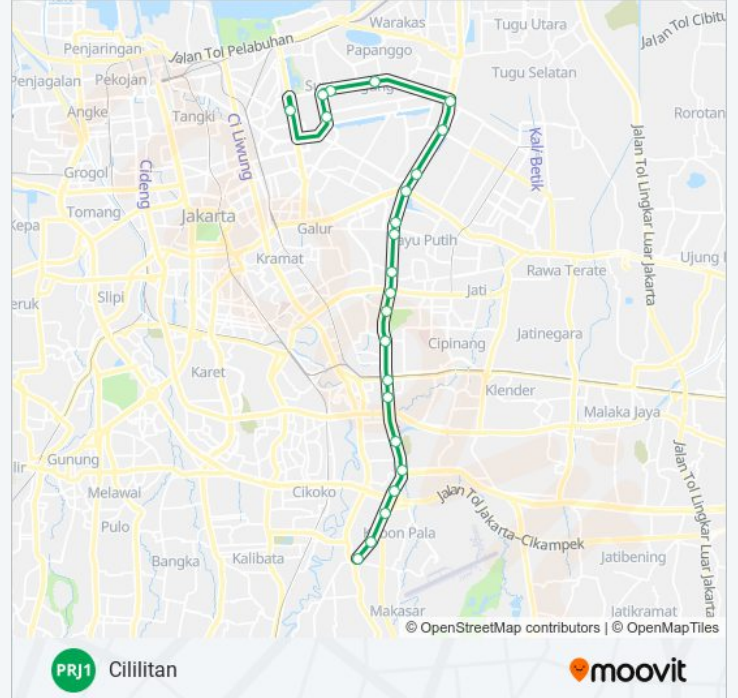 Warakas
Tugu Utara
Jalan Tol Cibitu
Penjaringan
Jalan Tol Pelabuhan
Papanggo
Penjagalan
Pekojan
Tugu Selatan
Angke
Tangki
Rorotan
Ci Liwung
Kali Betik
Jalan Tol Lingkar Luar Jakarta
Grogol
Cideng
Tomang
Jakarta
Galur
Kepa
ayu Putih
Kramat
Ujung
Rawa Terate
Slipi
Jati
eruk
Jatinegara
Cipinang
Karet
Klender
Malaka Jaya
Gunung
Cikoko
Melawai
Jalan Tol Jakarta-Cikampek
Jalan Tol Lingkar Luar Jakarta
Pulo
on Pala
Bangka
Kalibata
Jatibening
Makasar
Jatikramat
© OpenStreetMap contributors | © OpenMapTiles
PRJ1 Cililitan
moovit